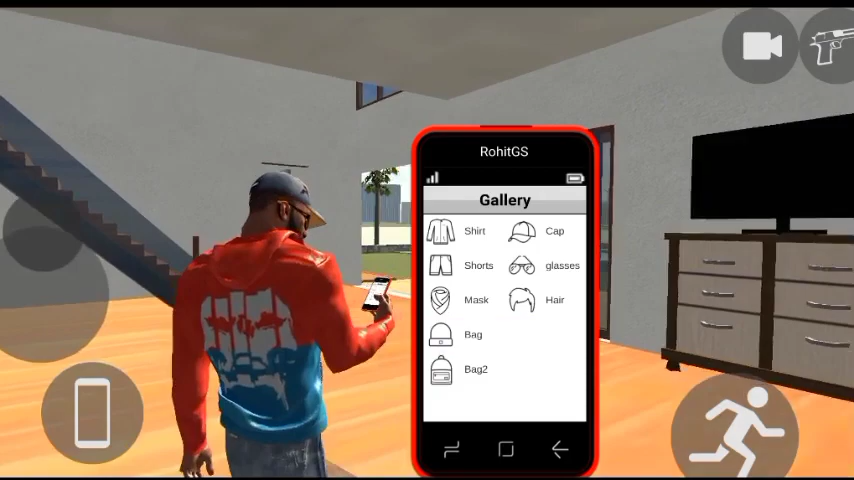 RohitGS
Gallery
Shirt Cap
Shorts glasses
Mask Hair
Bag
Bag2